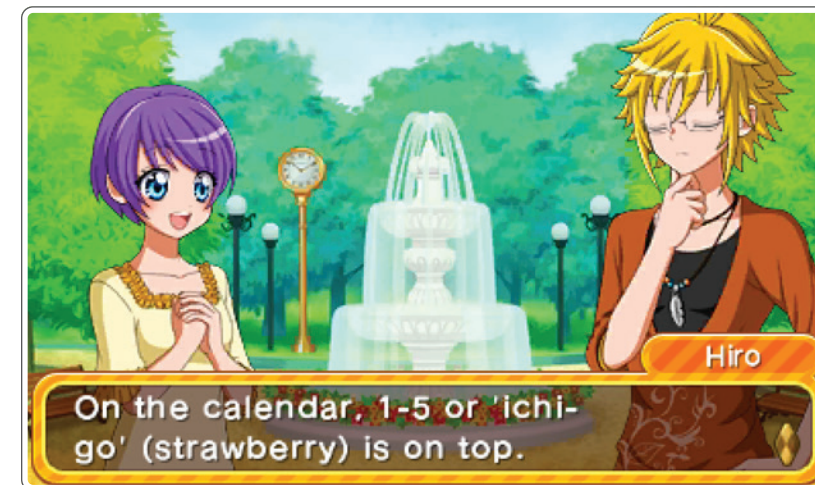 Hiro
On the calendar, 1-5 or 'ichi-
go' (strawberry) is on top.